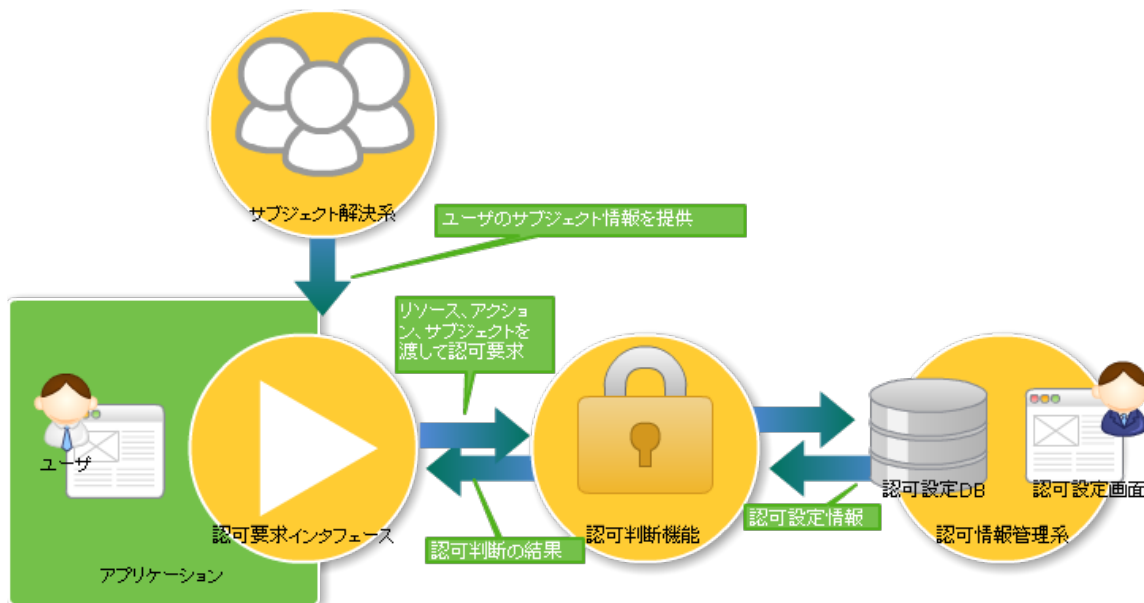 サブジェクト解決系
ユーザのサブジェクト情報を提供
リソース、アクショ
ン、サブジェクトを
渡して認可要求
ユーザ
認可要求インタフェース
アプリケーション
認可判断の結果
認可判断機能
認可設定情報
認可設定DB
認可設定画面
認可情報管理系